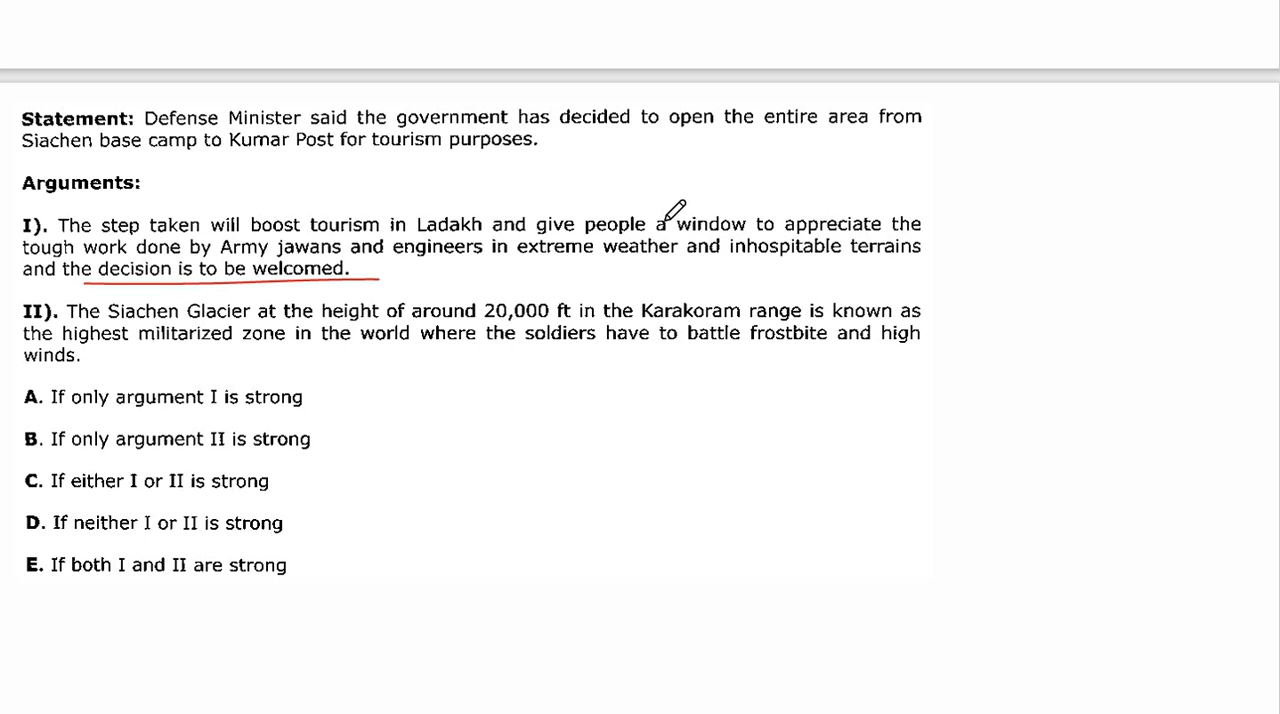 Statement: Defense Minister said the government has decided to open the entire area from
Siachen base camp to Kumar Post for tourism purposes.
Arguments:
I). The step taken will boost tourism in Ladakh and give people a window to appreciate the
tough work done by Army jawans and engineers in extreme weather and inhospitable terrains
and the decision is to be welcomed.
II). The Siachen Glacier at the height of around 20,000 ft in the Karakoram range is known as
the highest militarized zone in the world where the soldiers have to battle frostbite and high
winds.
A. If only argument I is strong
B. If only argument II is strong
C. If either I or II is strong
D. If neither I or II is strong
E. If both I and II are strong